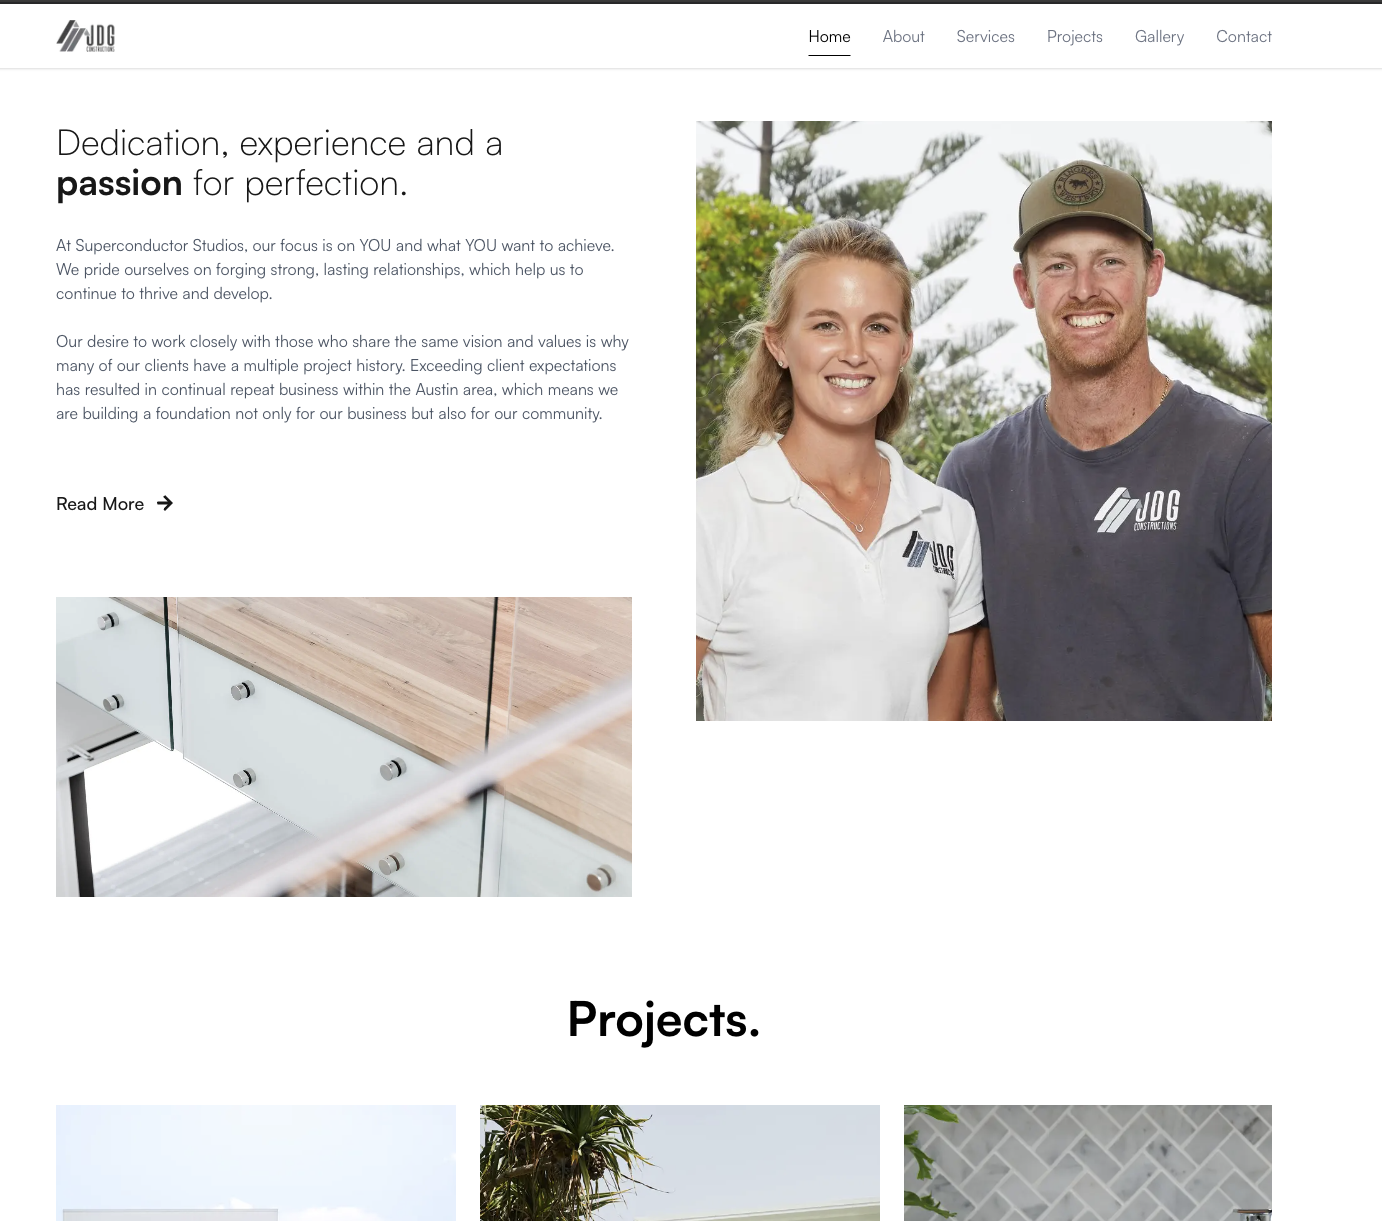 JDG
CONSTRUCTIONS
Home About Services Projects Gallery Contact
Dedication, experience and a
passion for perfection.
At Superconductor Studios, our focus is on YOU and what YOU want to achieve.
We pride ourselves on forging strong, lasting relationships, which help us to
continue to thrive and develop.
Our desire to work closely with those who share the same vision and values is why
many of our clients have a multiple project history. Exceeding client expectations
has resulted in continual repeat business within the Austin area, which means we
are building a foundation not only for our business but also for our community.
Read More
JDG
CONSTRUCTIONS
JDG
Projects.